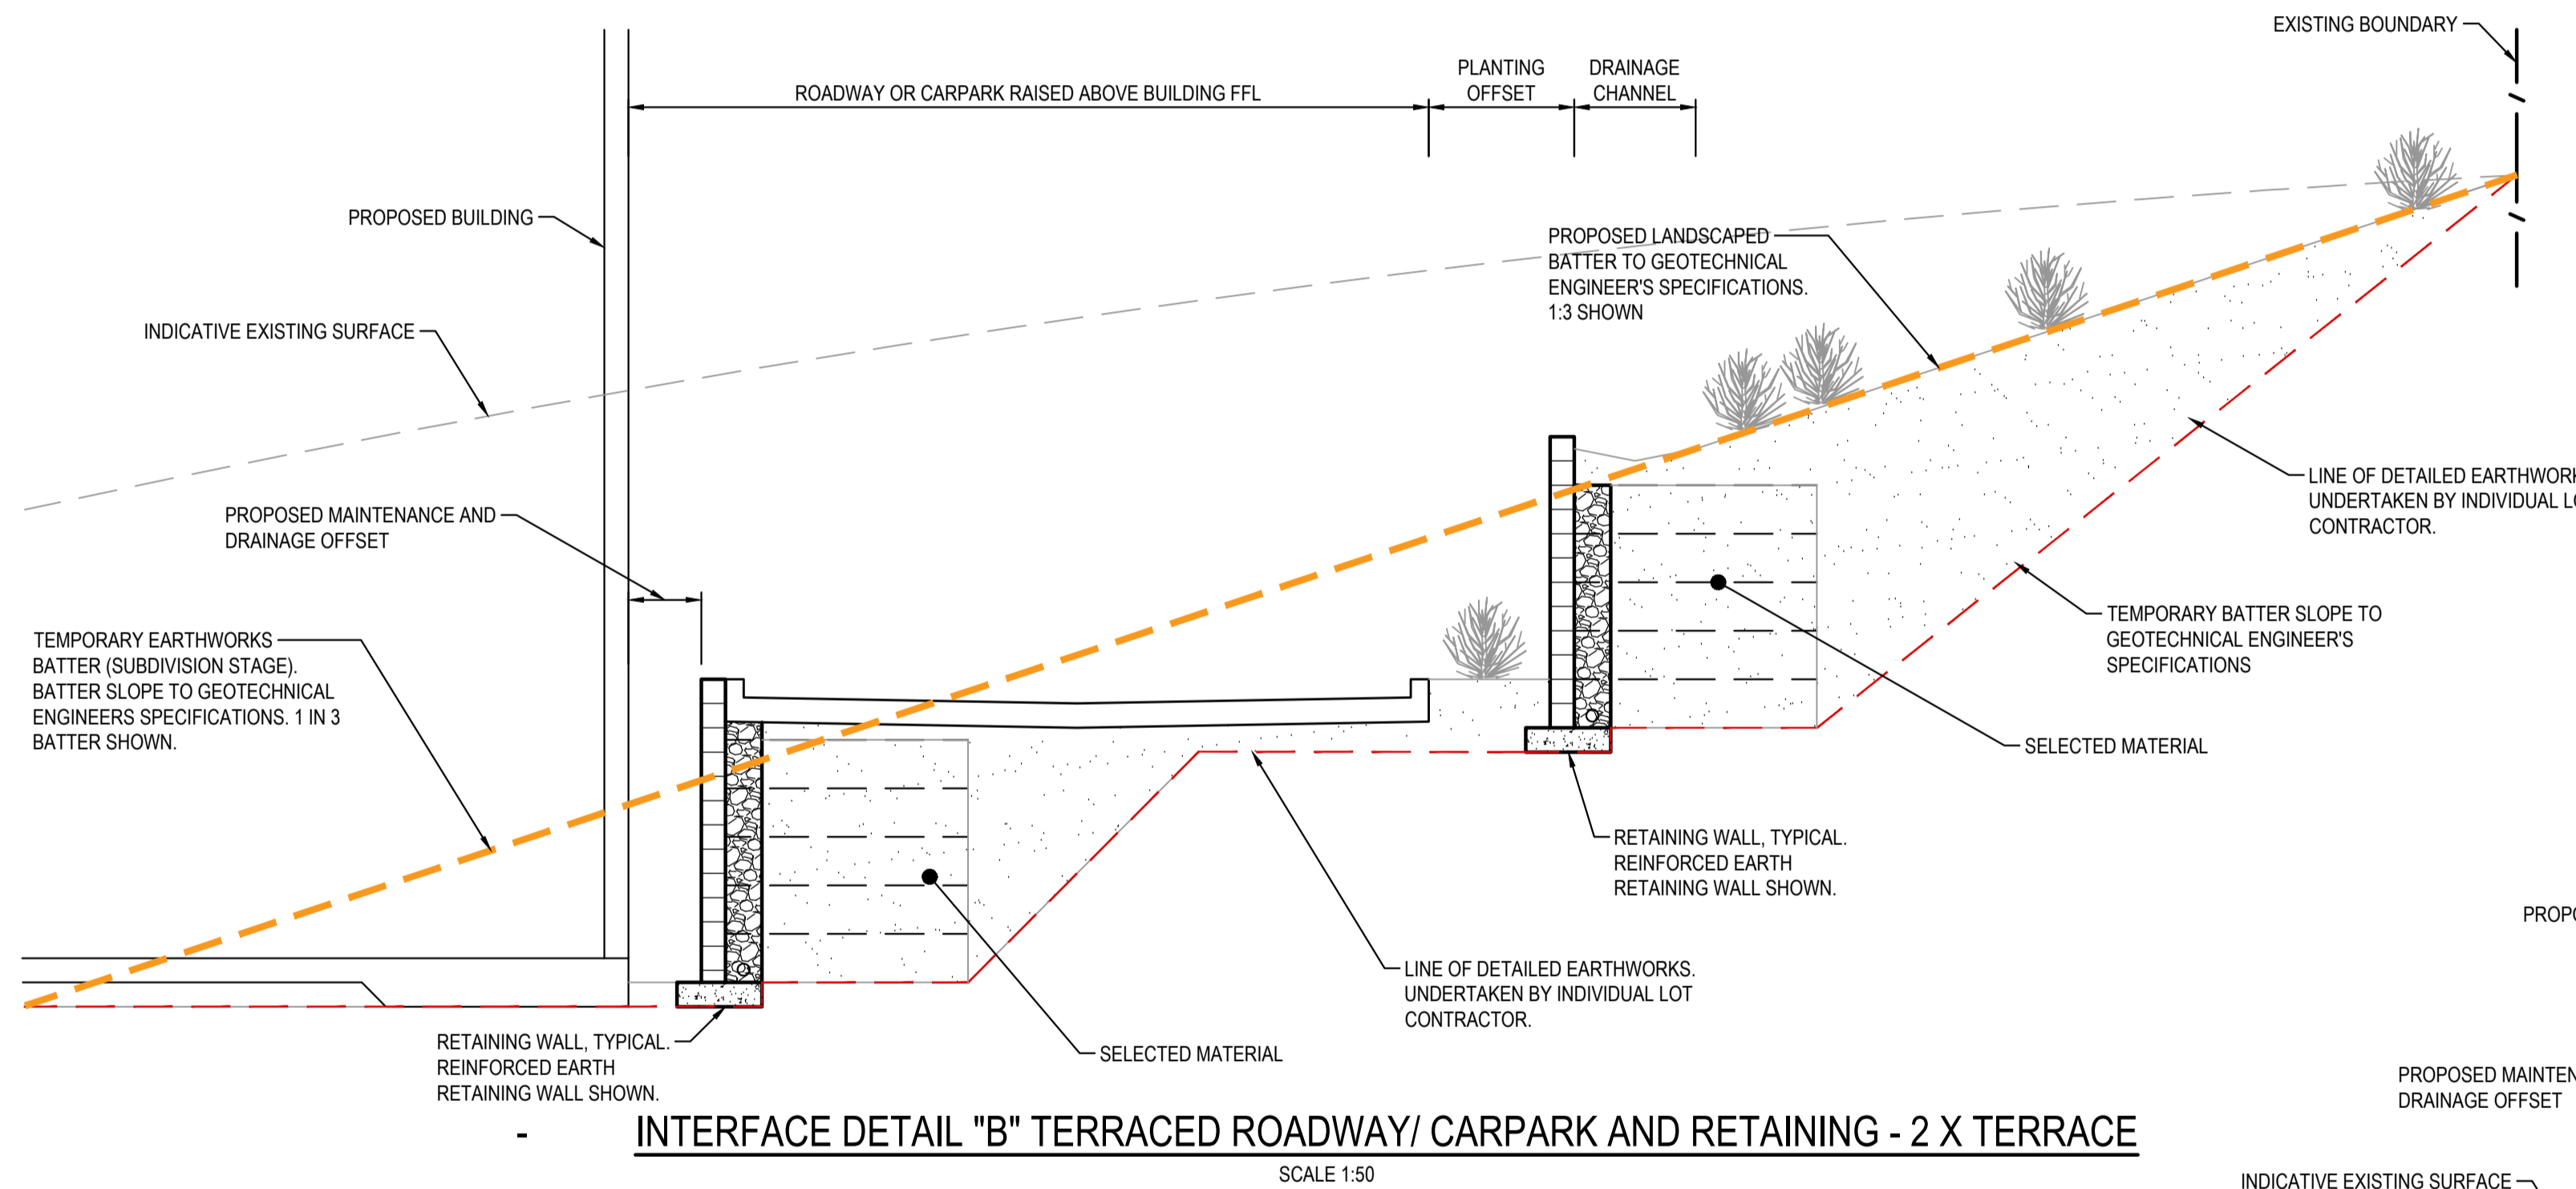 EXISTING BOUNDARY
PLANTING
OFFSET
DRAINAGE
CHANNEL
ROADWAY OR CARPARK RAISED ABOVE BUILDING FFL
PROPOSED BUILDING
PROPOSED LANDSCAPED
BATTER TO GEOTECHNICAL
ENGINEER'S SPECIFICATIONS.
1:3 SHOWN
INDICATIVE EXISTING SURFACE
LINE OF DETAILED
UNDERTAKEN BY INDIVIDUAL
CONTRACTOR.
PROPOSED MAINTENANCE AND
DRAINAGE OFFSET
TEMPORARY EARTHWORKS
BATTER (SUBDIVISION STAGE).
BATTER SLOPE TO GEOTECHNICAL
ENGINEERS SPECIFICATIONS. 1 IN 3
BATTER SHOWN.
TEMPORARY BATTER SLOPE TO
GEOTECHNICAL ENGINEER'S
SPECIFICATIONS
SELECTED MATERIAL
RETAINING WALL, TYPICAL.
REINFORCED EARTH
RETAINING WALL SHOWN.
LINE OF DETAILED EARTHWORKS.
UNDERTAKEN BY INDIVIDUAL LOT
CONTRACTOR.
SELECTED MATERIAL
RETAINING WALL, TYPICAL.
REINFORCED EARTH
RETAINING WALL SHOWN.
PROPOSED
DRAINAGE OFFSET
- INTERFACE DETAIL "B" TERRACED ROADWAY/ CARPARK AND RETAINING - 2 X TERRACE
SCALE 1:50
INDICATIVE EXISTING SURFACE